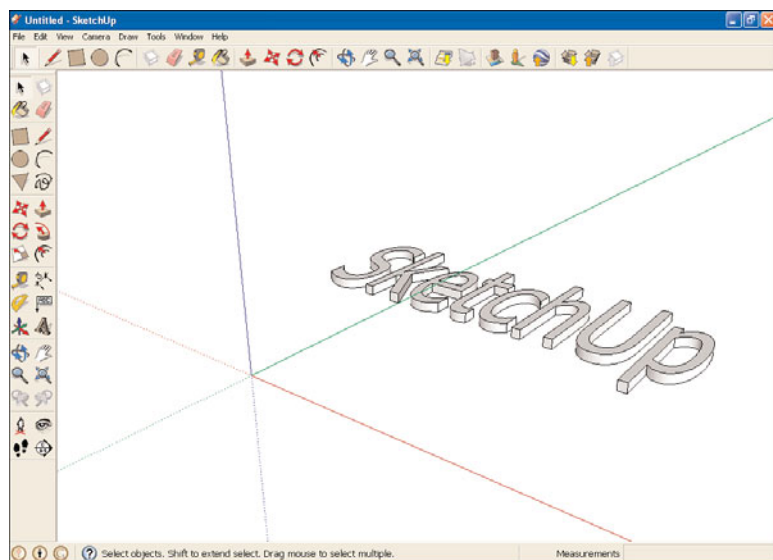 Untitled - SketchUp
File Edit View Camera Draw Tools Window Help
SketchUp
Select objects. Shift to extend select. Drag mouse to select multiple.
Measurements